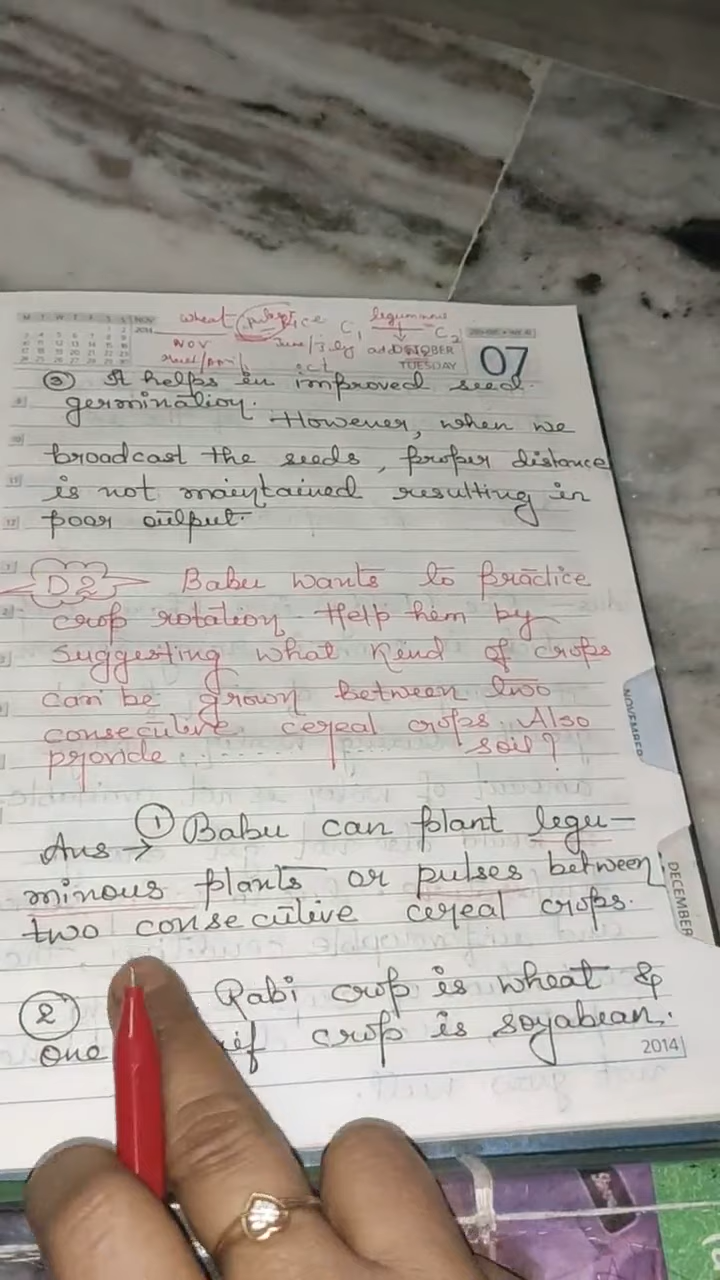 wheat pulse rice C1 leguminous C2
NOV June/July
oct
NOV
2014
OCTOBER
TUESDAY
07
③ It helps in improved seed
germination.
However, when we
broadcast the seeds, proper distance
is not maintained resulting in
poor output.
D2 Babu wants to practice
crop rotation. Help him by
suggesting what kind of crops
can be grown between two
consecutive cereal crops. Also
provide ........... soil?
Ans → ① Babu can plant legu-
minous plants or pulses between
two consecutive cereal crops.
② Rabi crop is wheat &
One crop is soyabean.
2014
NOVEMBER
DECEMBER